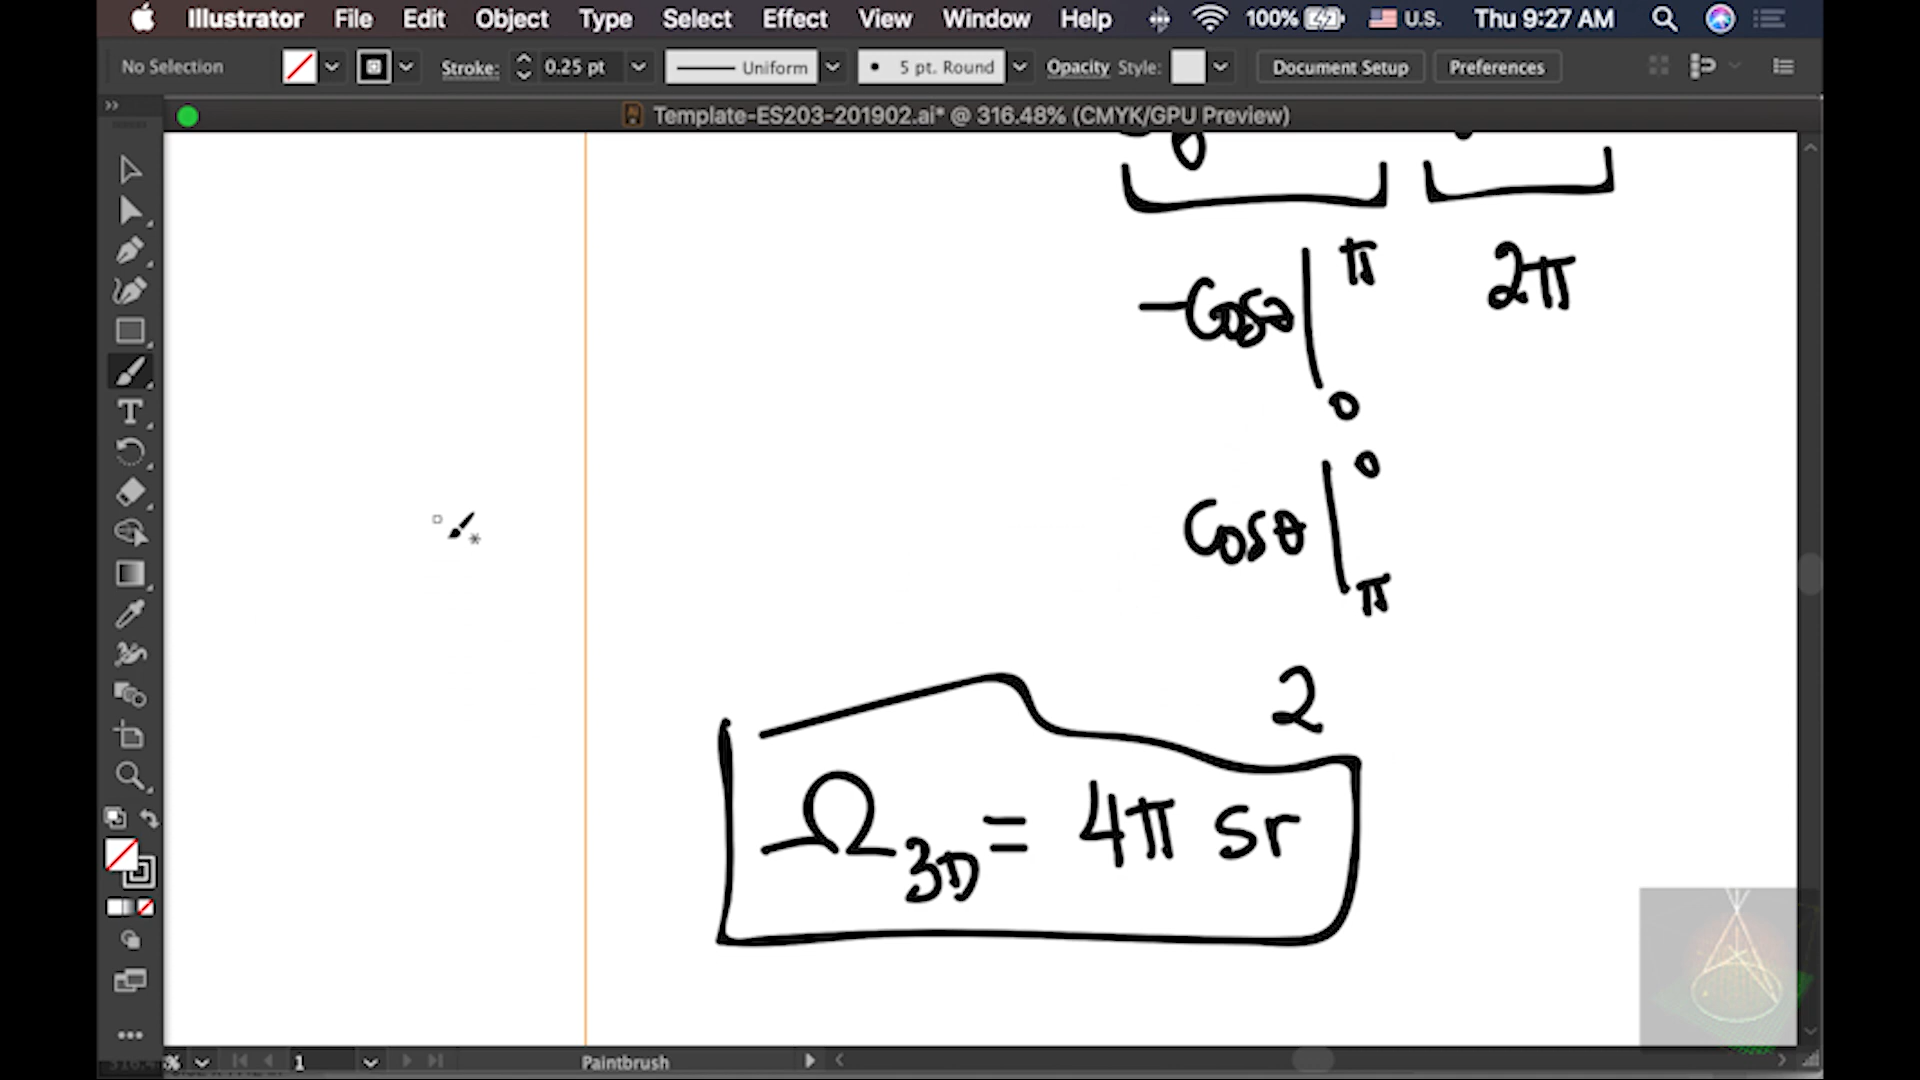 Illustrator File Edit Object Type Select Effect View Window Help 100% U.S. Thu 9:27 AM
No Selection Stroke: 0.25 pt Uniform 5 pt. Round Opacity Style: Document Setup Preferences
Template-ES203-201902.ai* @ 316.48% (CMYK/GPU Preview)
θ
-Cosθ | π 0 2π
Cosθ | 0 π
2
Ω3D = 4π sr
1 Paintbrush